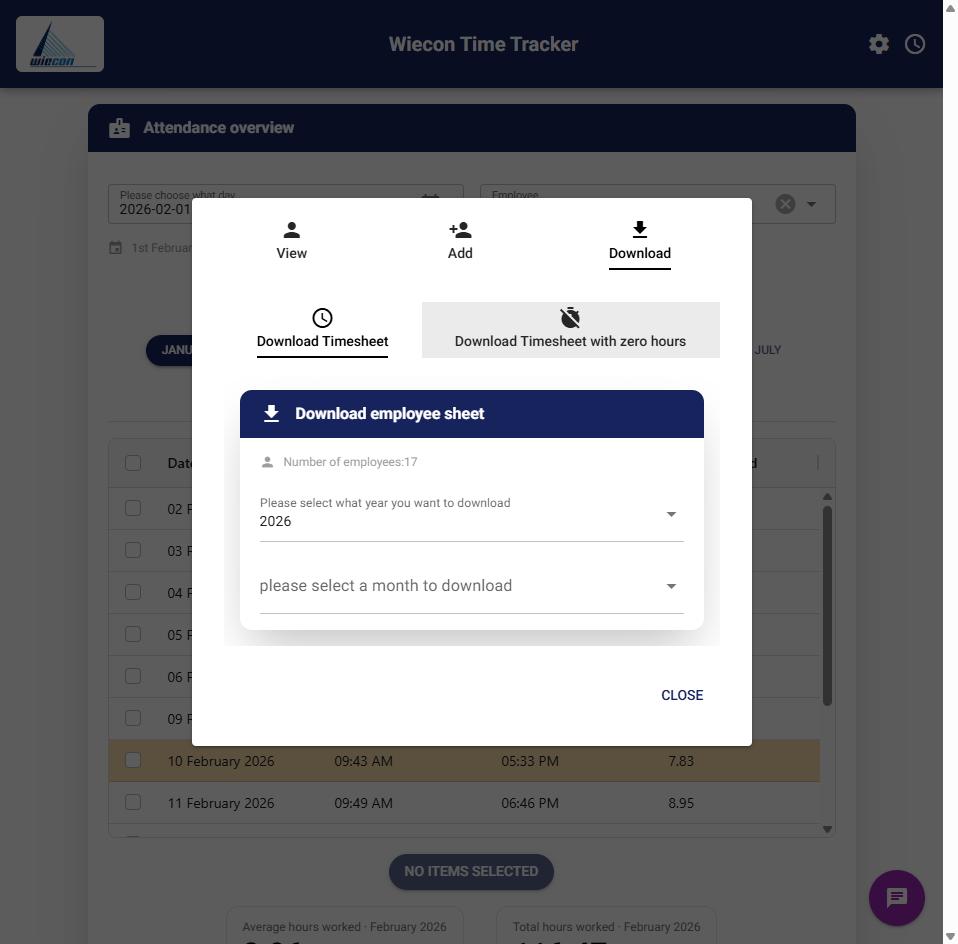 wiecon
Wiecon Time Tracker
Attendance overview
Please choose what day
2026-02-01
Employee
1st Februar
View
Add
Download
Download Timesheet
Download Timesheet with zero hours
JANU
JULY
Download employee sheet
Number of employees:17
Please select what year you want to download
2026
please select a month to download
CLOSE
Date
02 F
03 F
04 F
05 F
06 F
09 F
10 February 2026 09:43 AM 05:33 PM 7.83
11 February 2026 09:49 AM 06:46 PM 8.95
NO ITEMS SELECTED
Average hours worked · February 2026
Total hours worked · February 2026